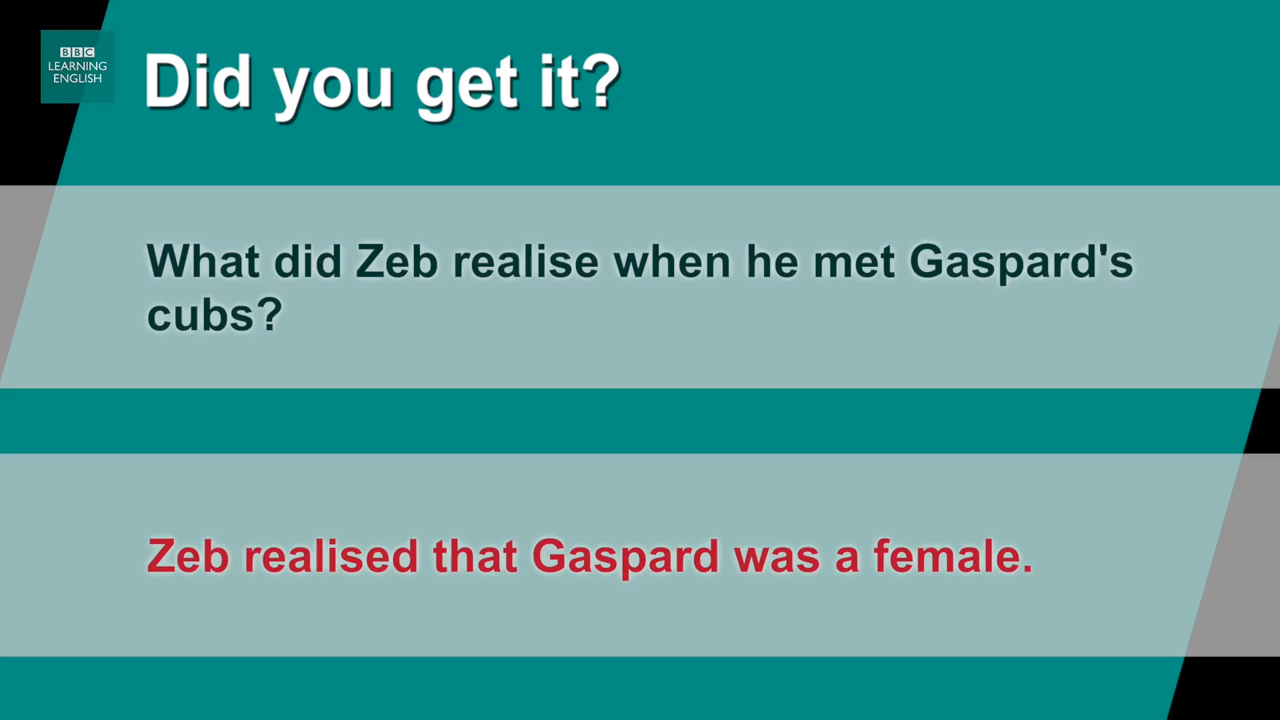 BBC
LEARNING
ENGLISH
Did you get it?
What did Zeb realise when he met Gaspard's
cubs?
Zeb realised that Gaspard was a female.